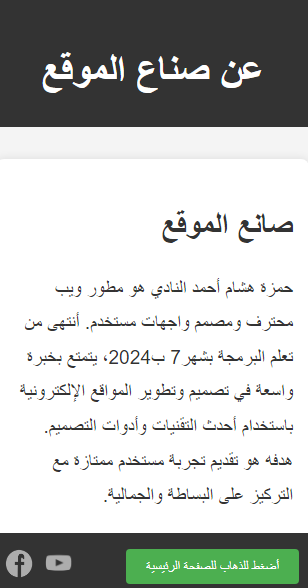 عن صناع الموقع
صانع الموقع
حمزة هشام أحمد النادي هو مطور ويب
محترف ومصمم واجهات مستخدم. أنتهى من
تعلم البرمجة بشهر7 ب2024، يتمتع بخبرة
واسعة في تصميم وتطوير المواقع الإلكترونية
باستخدام أحدث التقنيات وأدوات التصميم.
هدفه هو تقديم تجربة مستخدم ممتازة مع
التركيز على البساطة والجمالية.
أضغط للذهاب للصفحة الرئيسية